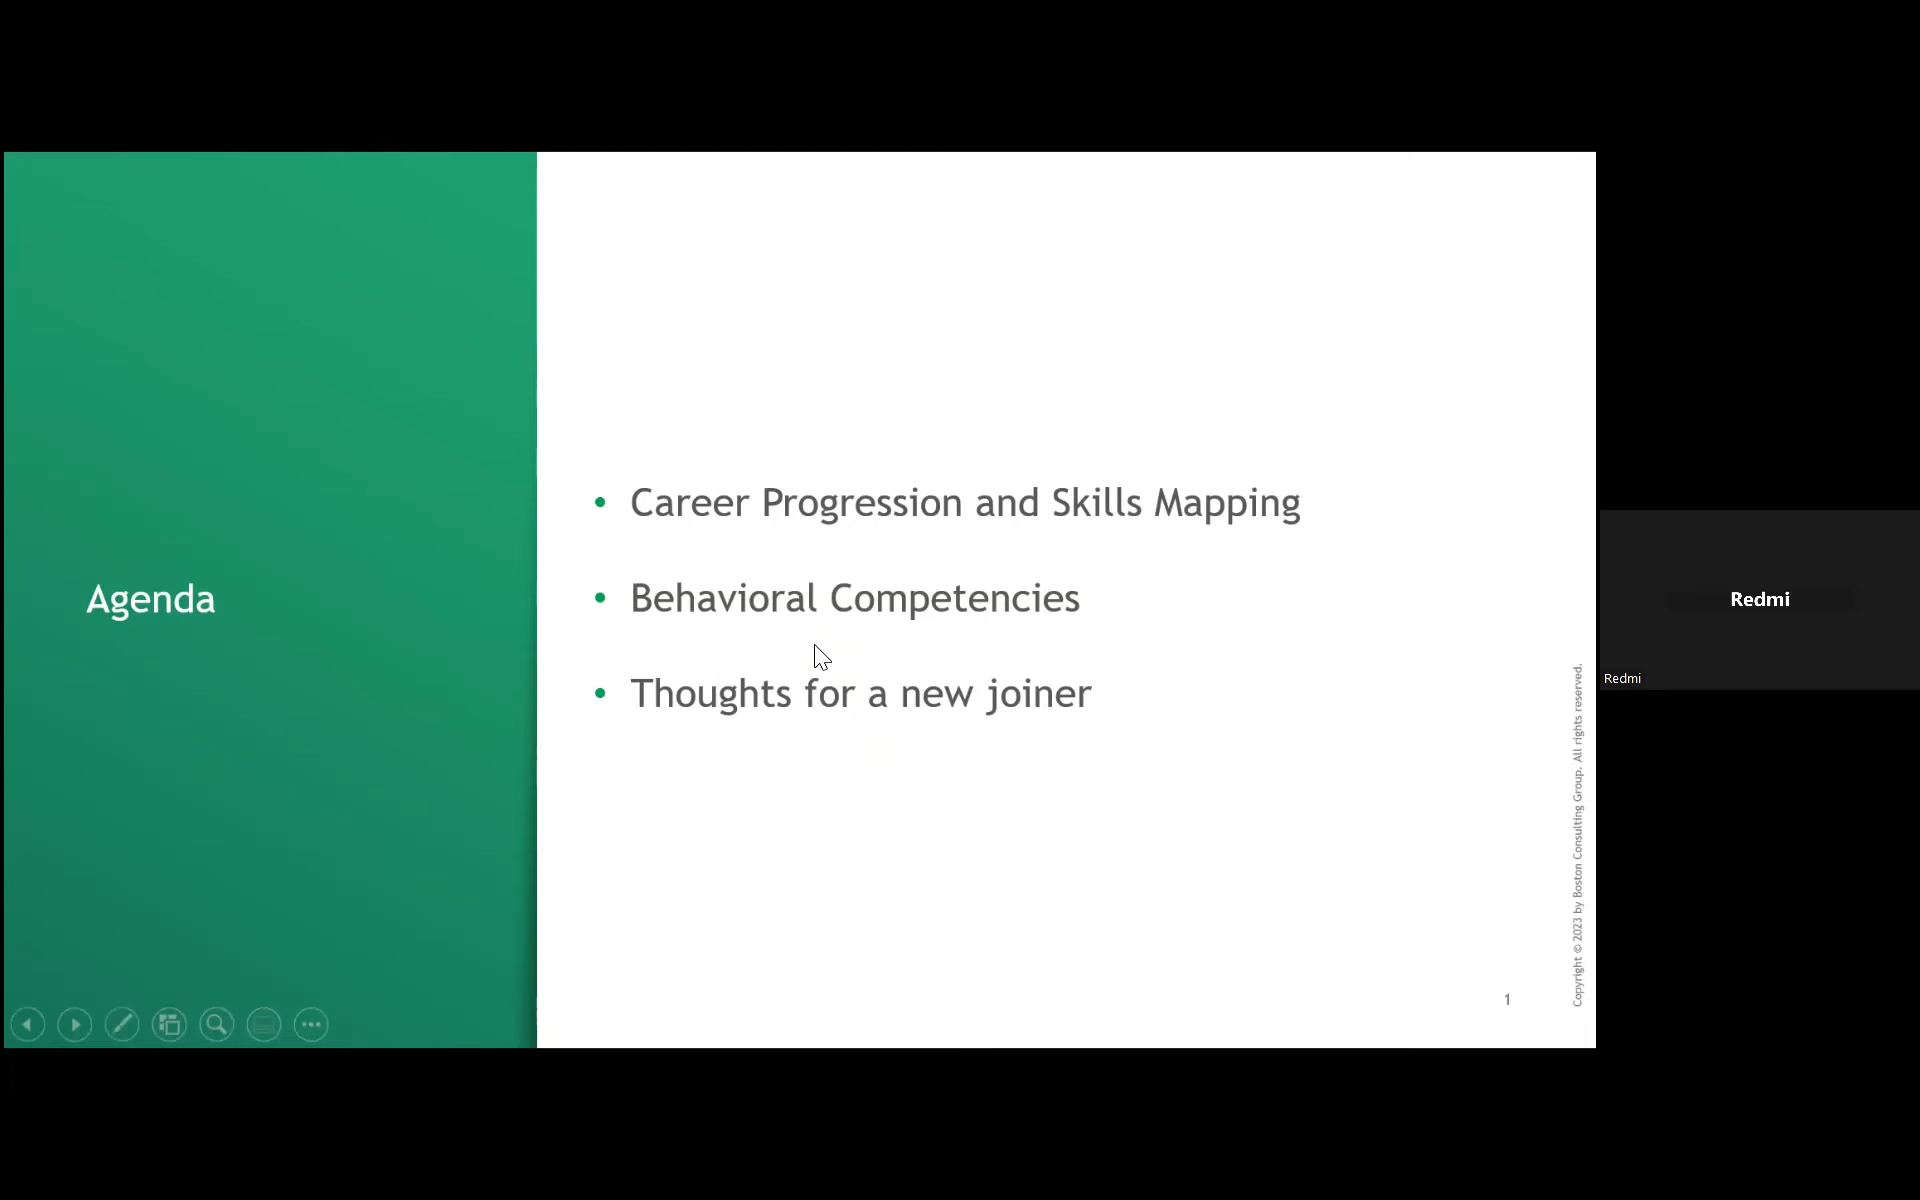 Agenda
• Career Progression and Skills Mapping
• Behavioral Competencies
• Thoughts for a new joiner
1
Copyright © 2023 by Boston Consulting Group. All rights reserved.
Redmi
Redmi